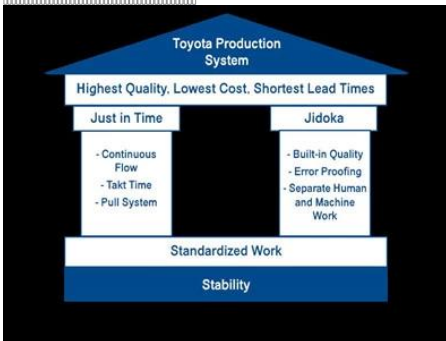 Toyota Production
System
Highest Quality, Lowest Cost, Shortest Lead Times
Just in Time
- Continuous
Flow
- Takt Time
- Pull System
Jidoka
- Built-in Quality
- Error Proofing
- Separate Human
and Machine
Work
Standardized Work
Stability